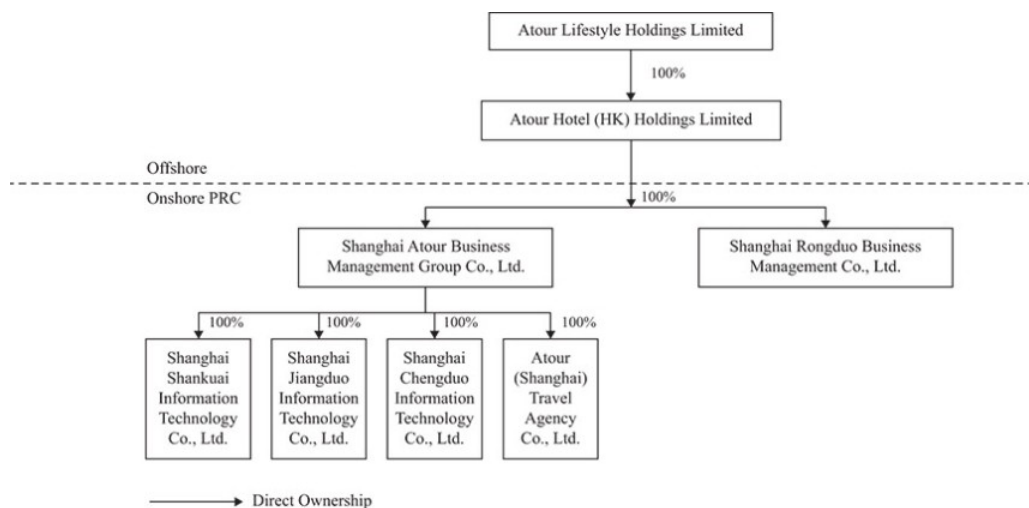 Atour Lifestyle Holdings Limited
100%
Atour Hotel (HK) Holdings Limited
Offshore
Onshore PRC
100%
Shanghai Atour Business
Management Group Co., Ltd.
Shanghai Rongduo Business
Management Co., Ltd.
100%
100%
100%
100%
Shanghai
Shankuai
Information
Technology
Co., Ltd.
Shanghai
Jiangduo
Information
Technology
Co., Ltd.
Shanghai
Chengduo
Information
Technology
Co., Ltd.
Atour
(Shanghai)
Travel
Agency
Co., Ltd.
Direct Ownership